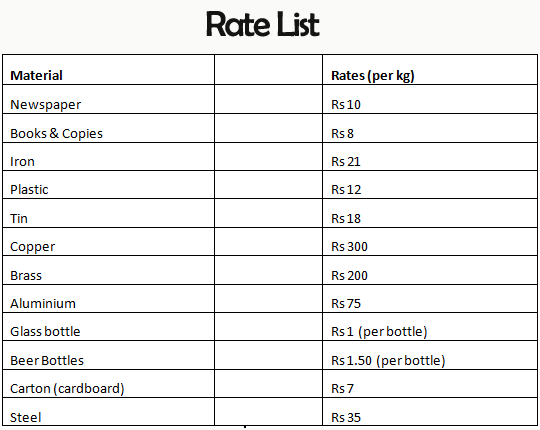 Rate List
Material Rates (per kg)
Newspaper Rs 10
Books & Copies Rs 8
Iron Rs 21
Plastic Rs 12
Tin Rs 18
Copper Rs 300
Brass Rs 200
Aluminium Rs 75
Glass bottle Rs 1 (per bottle)
Beer Bottles Rs 1.50 (per bottle)
Carton (cardboard) Rs 7
Steel Rs 35